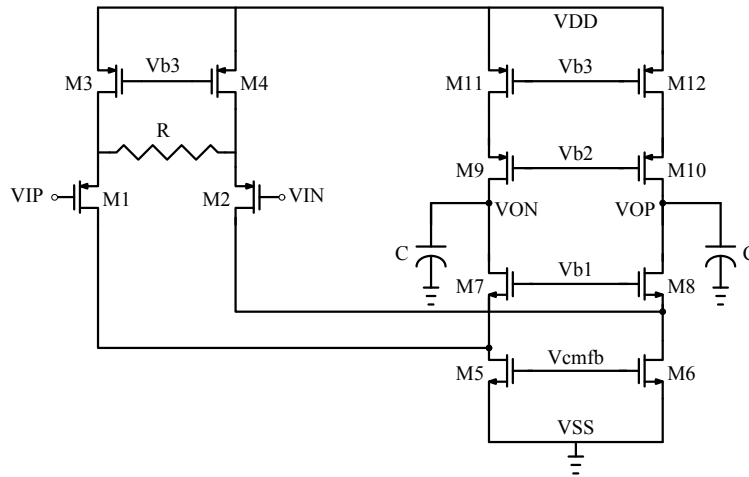 VDD
M3 Vb3 M4 M11 Vb3 M12
R
M9 Vb2 M10
VIP M1 M2 VIN
VON VOP
C C
Vb1
M7 M8
Vcmfb
M5 M6
VSS